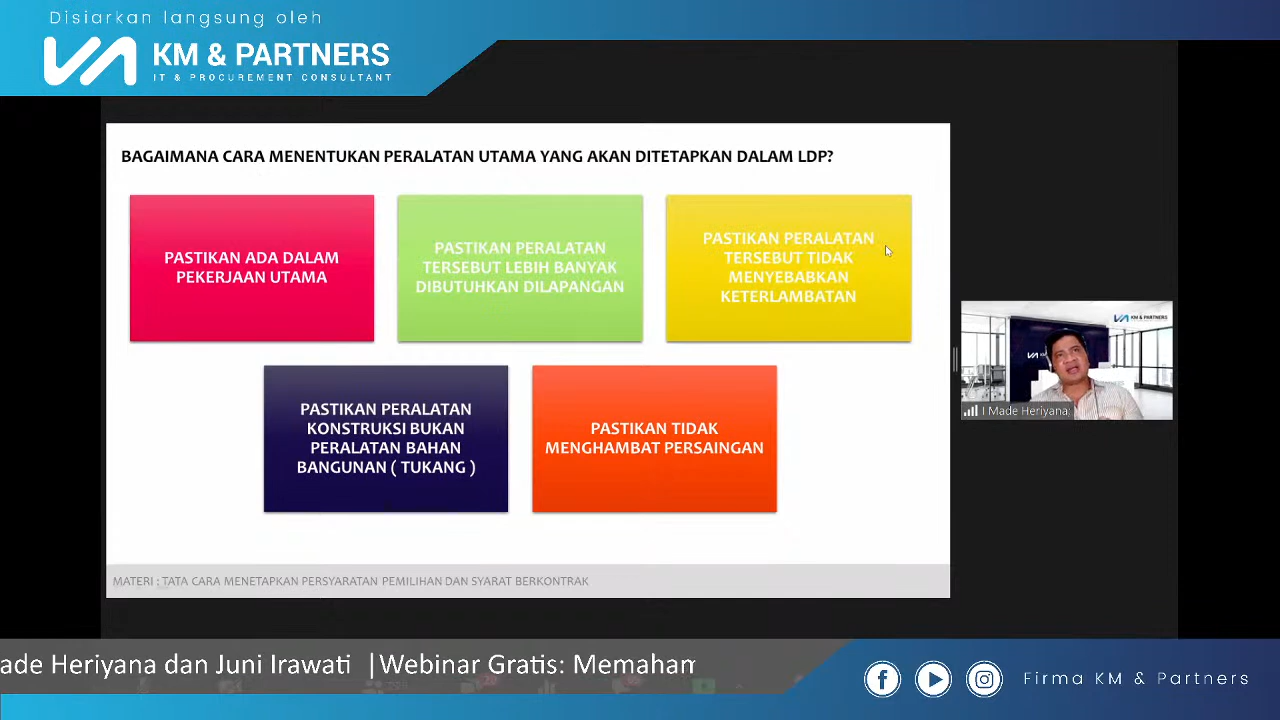 Disiarkan langsung oleh
KM & PARTNERS
IT & PROCUREMENT CONSULTANT
BAGAIMANA CARA MENENTUKAN PERALATAN UTAMA YANG AKAN DITETAPKAN DALAM LDP?
PASTIKAN ADA DALAM
PEKERJAAN UTAMA
PASTIKAN PERALATAN
TERSEBUT LEBIH BANYAK
DIBUTUHKAN DILAPANGAN
PASTIKAN PERALATAN
TERSEBUT TIDAK
MENYEBABKAN
KETERLAMBATAN
PASTIKAN PERALATAN
KONSTRUKSI BUKAN
PERALATAN BAHAN
BANGUNAN ( TUKANG )
PASTIKAN TIDAK
MENGHAMBAT PERSAINGAN
KM & PARTNERS
I Made Heriyana:
MATERI : TATA CARA MENETAPKAN PERSYARATAN PEMILIHAN DAN SYARAT BERKONTRAK
ade Heriyana dan Juni Irawati |Webinar Gratis: Memaham
Firma KM & Partners